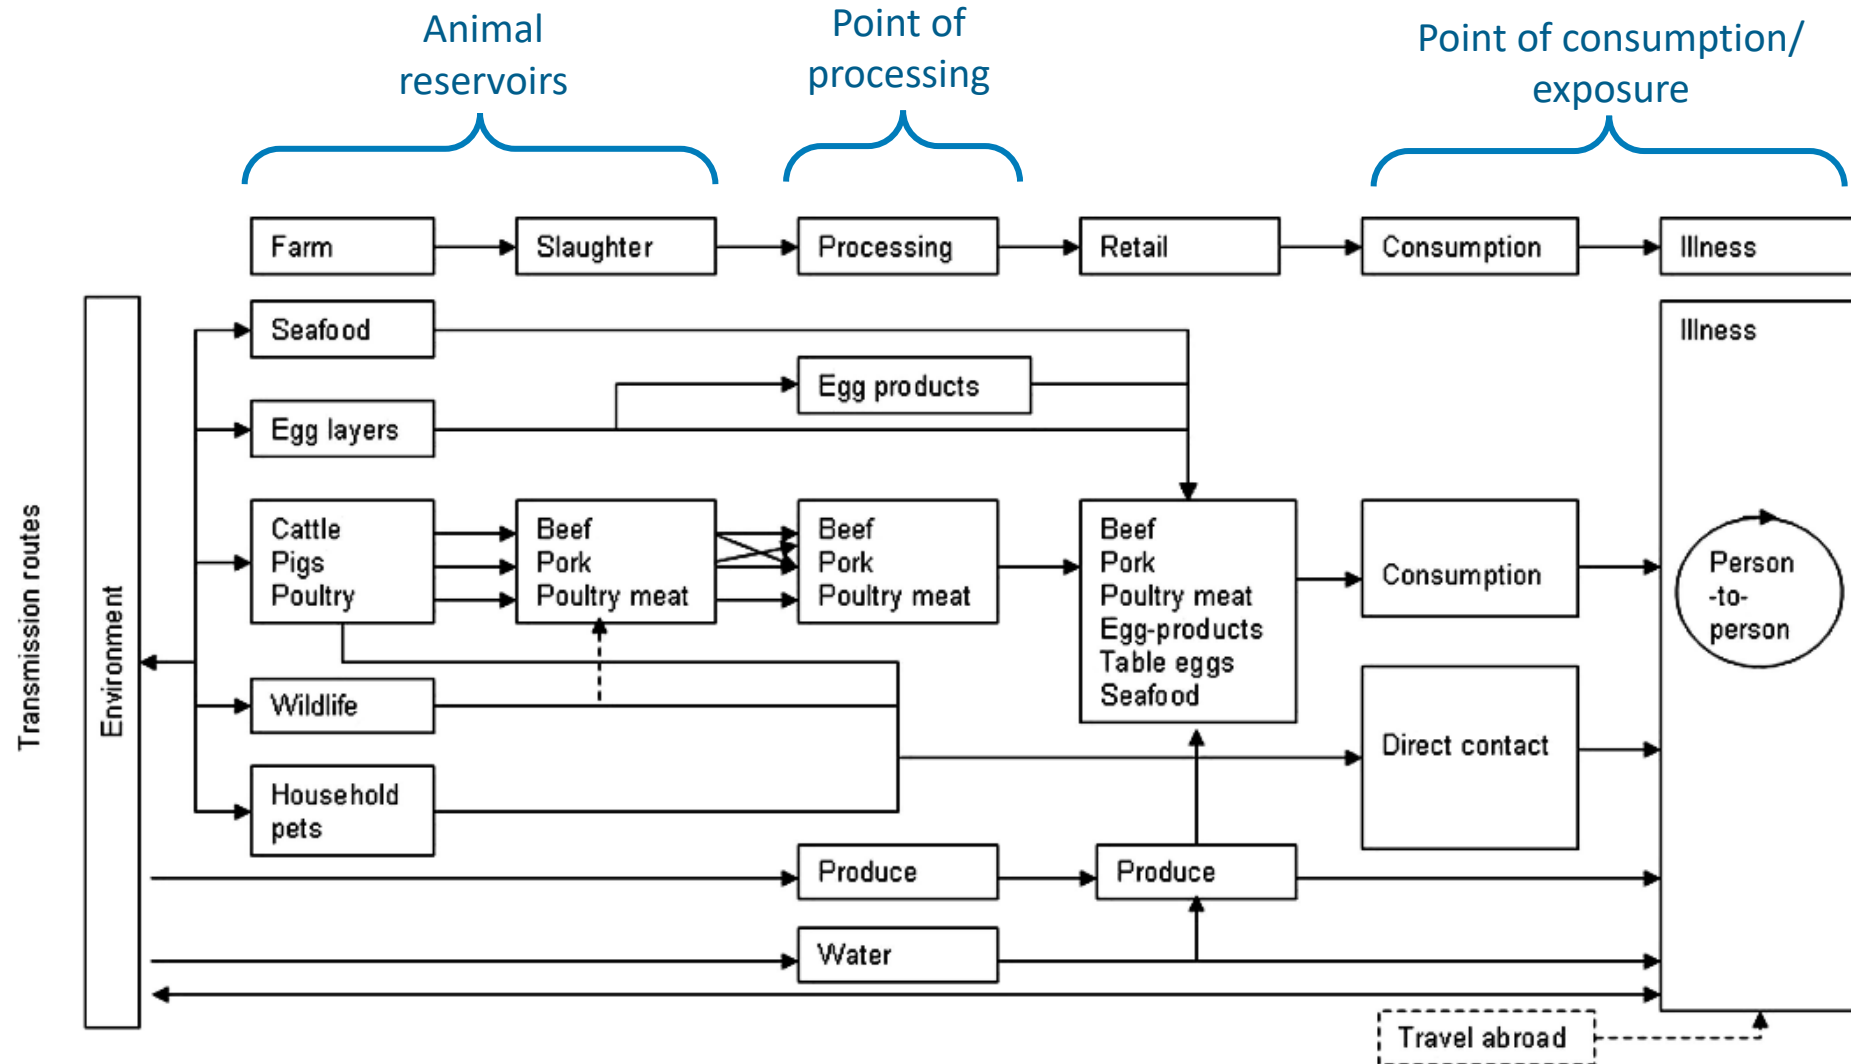 Animal
reservoirs
Point of
processing
Point of consumption/
exposure
Farm
Slaughter
Processing
Retail
Consumption
Illness
Transmission routes
Environment
Seafood
Egg products
Egg layers
Cattle
Pigs
Poultry
Beef
Pork
Poultry meat
Beef
Pork
Poultry meat
Beef
Pork
Poultry meat
Egg-products
Table eggs
Seafood
Consumption
Illness
Person
-to-
person
Wildlife
Direct contact
Household
pets
Produce
Produce
Water
Travel abroad